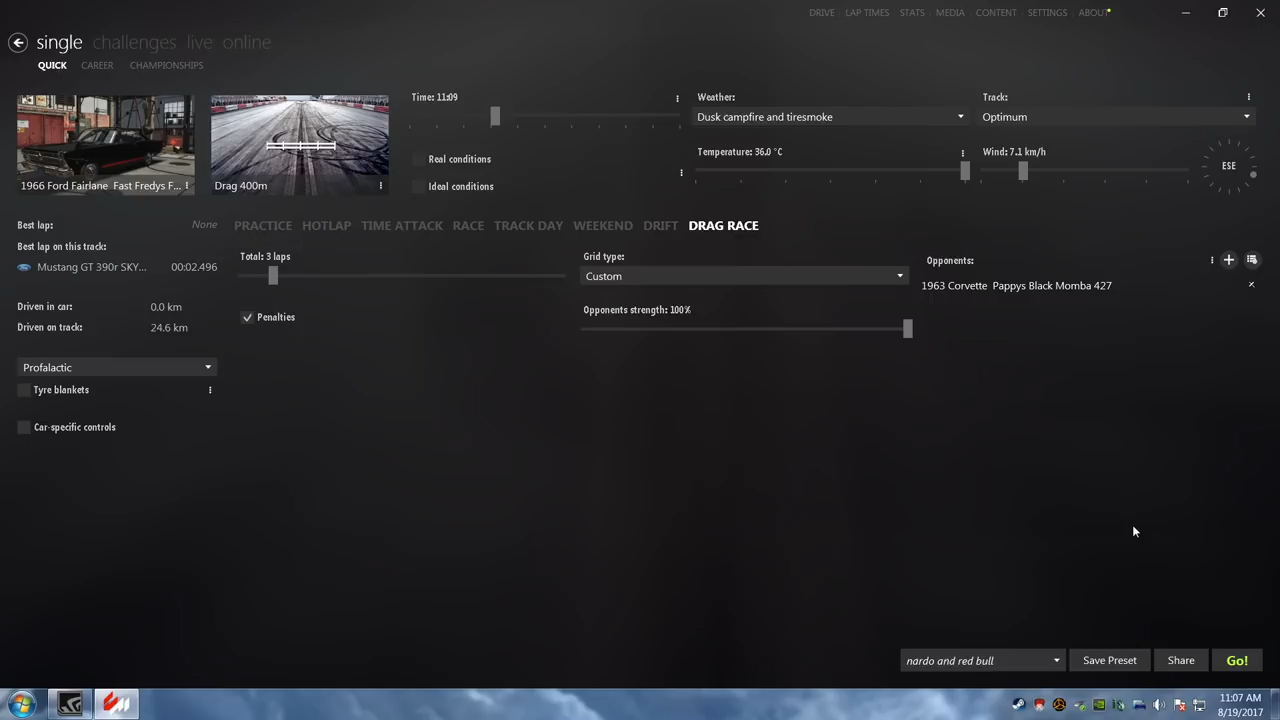 DRIVE LAP TIMES STATS MEDIA CONTENT SETTINGS ABOUT
single challenges live online
QUICK CAREER CHAMPIONSHIPS
Time: 11:09
Weather:
Track:
Dusk campfire and tiresmoke
Optimum
Real conditions
Temperature: 36.0 °C
Wind: 7.1 km/h
ESE
Ideal conditions
1966 Ford Fairlane Fast Fredys F...
Drag 400m
Best lap: None
PRACTICE HOTLAP TIME ATTACK RACE TRACK DAY WEEKEND DRIFT DRAG RACE
Best lap on this track:
Mustang GT 390r SKY... 00:02.496
Total: 3 laps
Grid type:
Custom
Opponents:
1963 Corvette Pappys Black Momba 427
Driven in car: 0.0 km
Driven on track: 24.6 km
Penalties
Opponents strength: 100%
Profalactic
Tyre blankets
Car-specific controls
nardo and red bull
Save Preset
Share
Go!
11:07 AM
8/19/2017